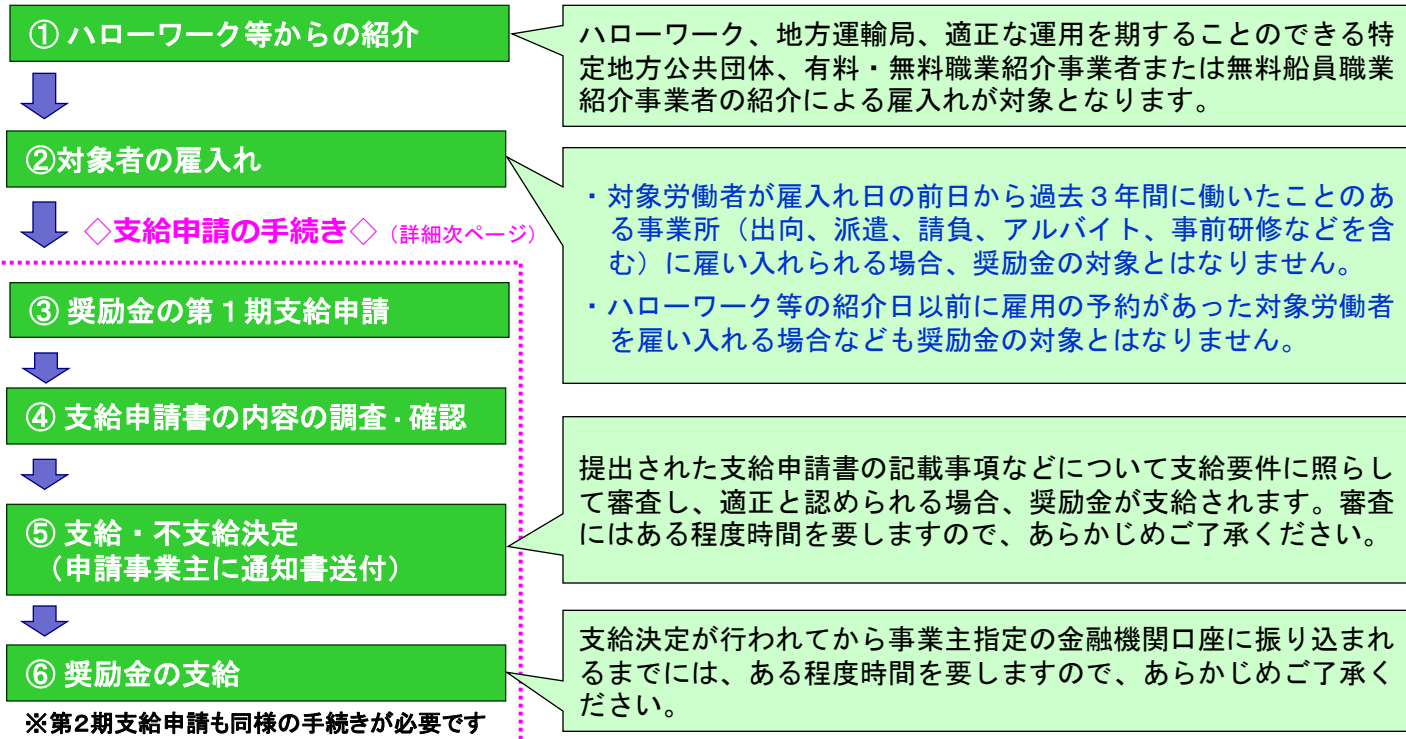 ① ハローワーク等からの紹介
ハローワーク、地方運輸局、適正な運用を期することのできる特
定地方公共団体、有料・無料職業紹介事業者または無料船員職業
紹介事業者の紹介による雇入れが対象となります。
②対象者の雇入れ
・対象労働者が雇入れ日の前日から過去３年間に働いたことのあ
る事業所（出向、派遣、請負、アルバイト、事前研修などを含
む）に雇い入れられる場合、奨励金の対象とはなりません。
・ハローワーク等の紹介日以前に雇用の予約があった対象労働者
を雇い入れる場合なども奨励金の対象とはなりません。
◇支給申請の手続き◇（詳細次ページ）
③ 奨励金の第１期支給申請
④ 支給申請書の内容の調査・確認
⑤ 支給・不支給決定
（申請事業主に通知書送付）
提出された支給申請書の記載事項などについて支給要件に照らし
て審査し、適正と認められる場合、奨励金が支給されます。審査
にはある程度時間を要しますので、あらかじめご了承ください。
⑥ 奨励金の支給
支給決定が行われてから事業主指定の金融機関口座に振り込まれ
るまでには、ある程度時間を要しますので、あらかじめご了承く
ださい。
※第2期支給申請も同様の手続きが必要です